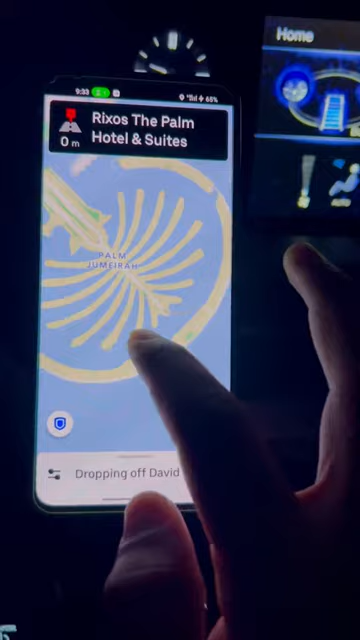 Home
9:33
65%
Rixos The Palm
Hotel & Suites
0 m
PALM
JUMEIRAH
Dropping off David